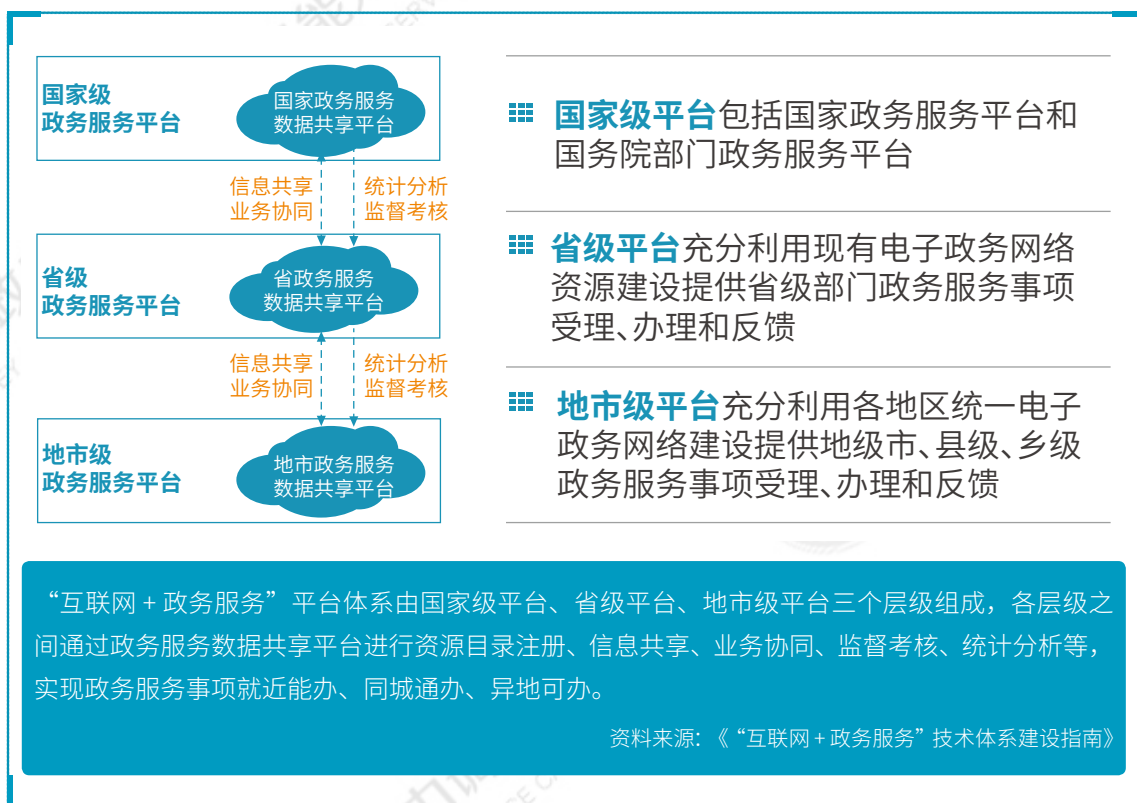 国家级
政务服务平台
国家政务服务
数据共享平台
信息共享
业务协同
统计分析
监督考核
省级
政务服务平台
省政务服务
数据共享平台
信息共享
业务协同
统计分析
监督考核
地市级
政务服务平台
地市政务服务
数据共享平台
国家级平台包括国家政务服务平台和
国务院部门政务服务平台
省级平台充分利用现有电子政务网络
资源建设提供省级部门政务服务事项
受理、办理和反馈
地市级平台充分利用各地区统一电子
政务网络建设提供地级市、县级、乡级
政务服务事项受理、办理和反馈
“互联网+政务服务”平台体系由国家级平台、省级平台、地市级平台三个层级组成，各层级之
间通过政务服务数据共享平台进行资源目录注册、信息共享、业务协同、监督考核、统计分析等，
实现政务服务事项就近能办、同城通办、异地可办。
资料来源：《“互联网+政务服务”技术体系建设指南》